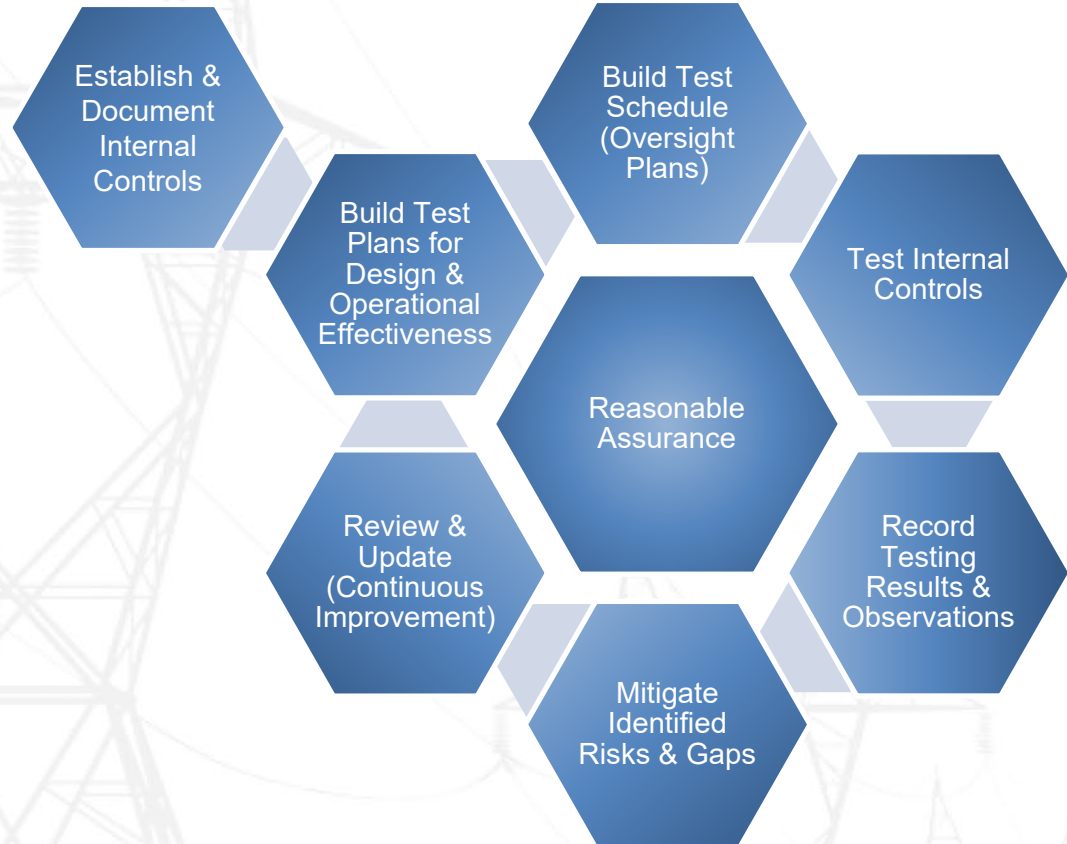 Establish &
Document
Internal
Controls
Build Test
Plans for
Design &
Operational
Effectiveness
Build Test
Schedule
(Oversight
Plans)
Test Internal
Controls
Reasonable
Assurance
Record
Testing
Results &
Observations
Mitigate
Identified
Risks & Gaps
Review &
Update
(Continuous
Improvement)